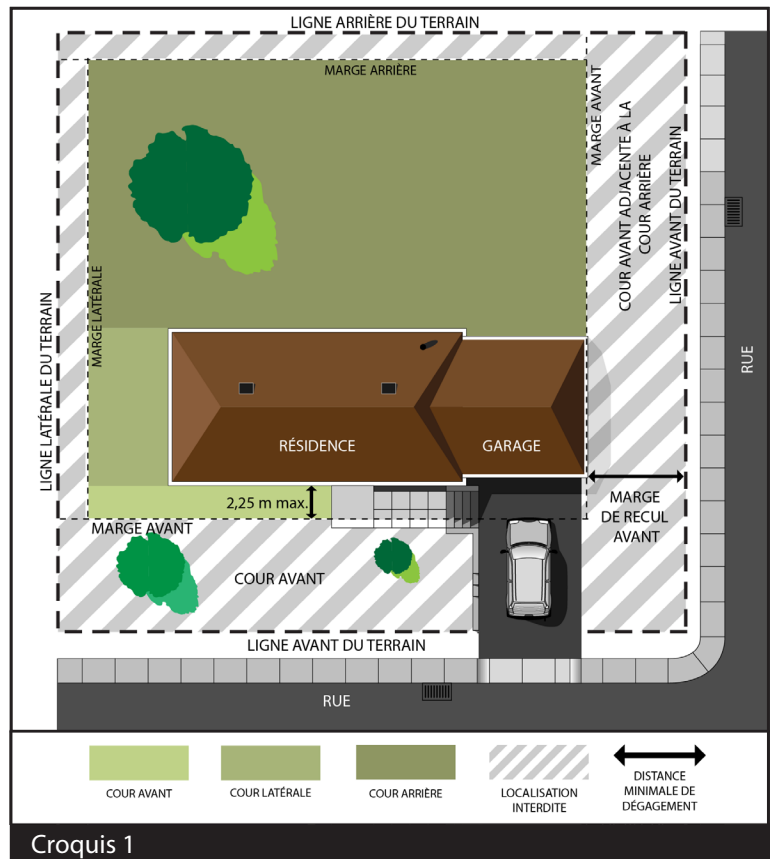 LIGNE ARRIÈRE DU TERRAIN
MARGE ARRIÈRE
MARGE AVANT
COUR AVANT ADJACENTE À LA
COUR ARRIÈRE
LIGNE AVANT DU TERRAIN
RUE
LIGNE LATÉRALE DU TERRAIN
MARGE LATÉRALE
RÉSIDENCE
GARAGE
2,25 m max.
MARGE
DE RECUL
AVANT
MARGE AVANT
COUR AVANT
LIGNE AVANT DU TERRAIN
RUE
COUR AVANT
COUR LATÉRALE
COUR ARRIÈRE
LOCALISATION
INTERDITE
DISTANCE
MINIMALE DE
DÉGAGEMENT
Croquis 1